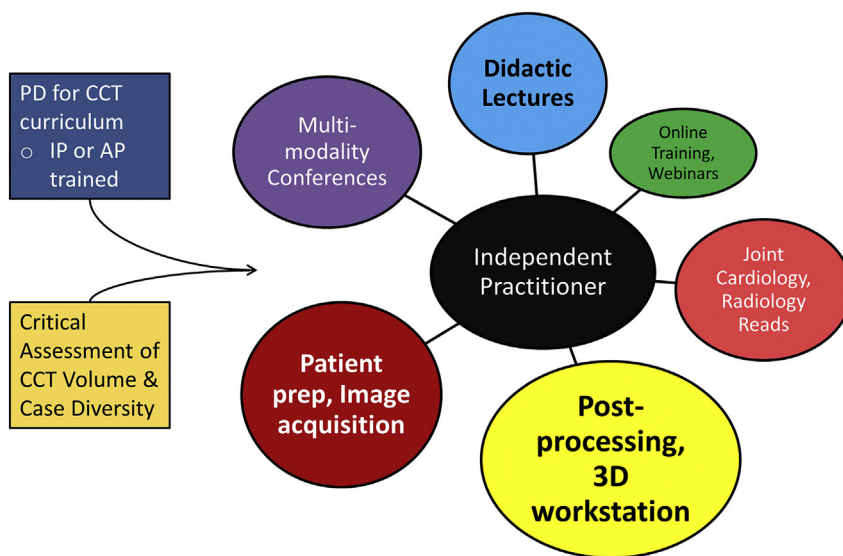 PD for CCT
curriculum
o IP or AP
trained
Critical
Assessment of
CCT Volume &
Case Diversity
Multi-
modality
Conferences
Didactic
Lectures
Online
Training,
Webinars
Independent
Practitioner
Joint
Cardiology,
Radiology
Reads
Patient
prep, Image
acquisition
Post-
processing,
3D
workstation